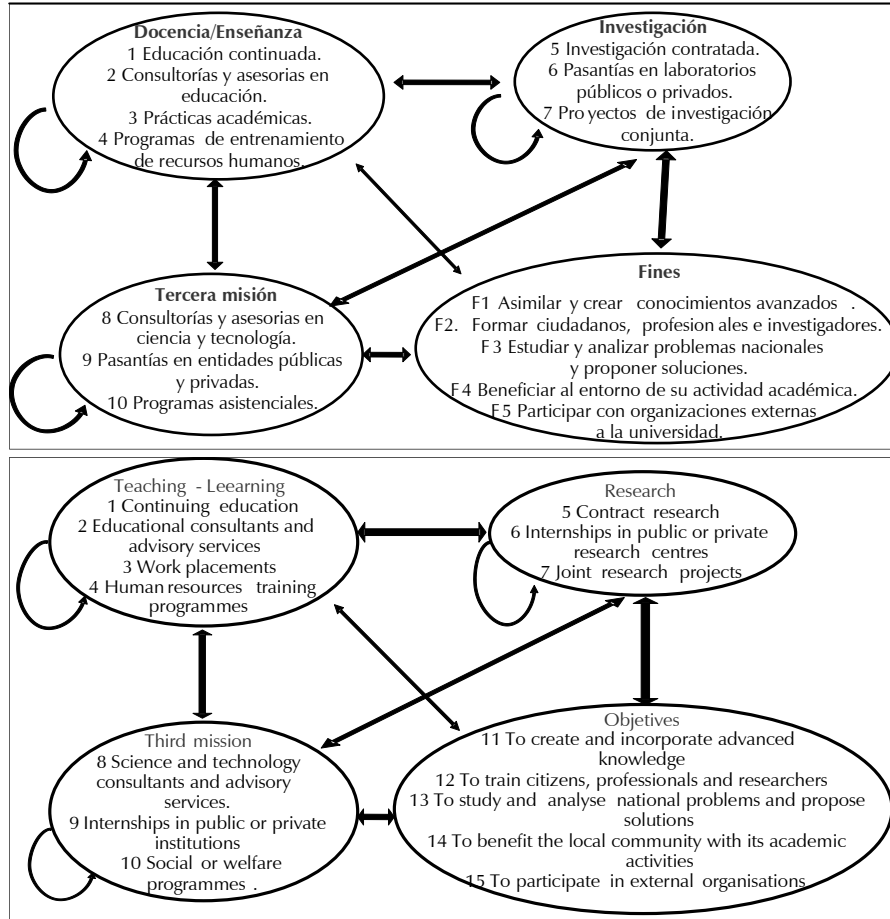 Docencia/Enseñanza
1 Educación continuada.
2 Consultorías y asesorias en
educación.
3 Prácticas académicas.
4 Programas de entrenamiento
de recursos humanos.
Investigación
5 Investigación contratada.
6 Pasantías en laboratorios
públicos o privados.
7 Proyectos de investigación
conjunta.
Tercera misión
8 Consultorías y asesorias en
ciencia y tecnología.
9 Pasantías en entidades públicas
y privadas.
10 Programas asistenciales.
Fines
F1 Asimilar y crear conocimientos avanzados .
F2. Formar ciudadanos, profesion ales e investigadores.
F3 Estudiar y analizar problemas nacionales
y proponer soluciones.
F4 Beneficiar al entorno de su actividad académica.
F5 Participar con organizaciones externas
a la universidad.
Teaching - Leearning
1 Continuing education
2 Educational consultants and
advisory services
3 Work placements
4 Human resources training
programmes
Research
5 Contract research
6 Internships in public or private
research centres
7 Joint research projects
Third mission
8 Science and technology
consultants and advisory
services.
9 Internships in public or private
institutions
10 Social or welfare
programmes .
Objetives
11 To create and incorporate advanced
knowledge
12 To train citizens, professionals and researchers
13 To study and analyse national problems and propose
solutions
14 To benefit the local community with its academic
activities
15 To participate in external organisations